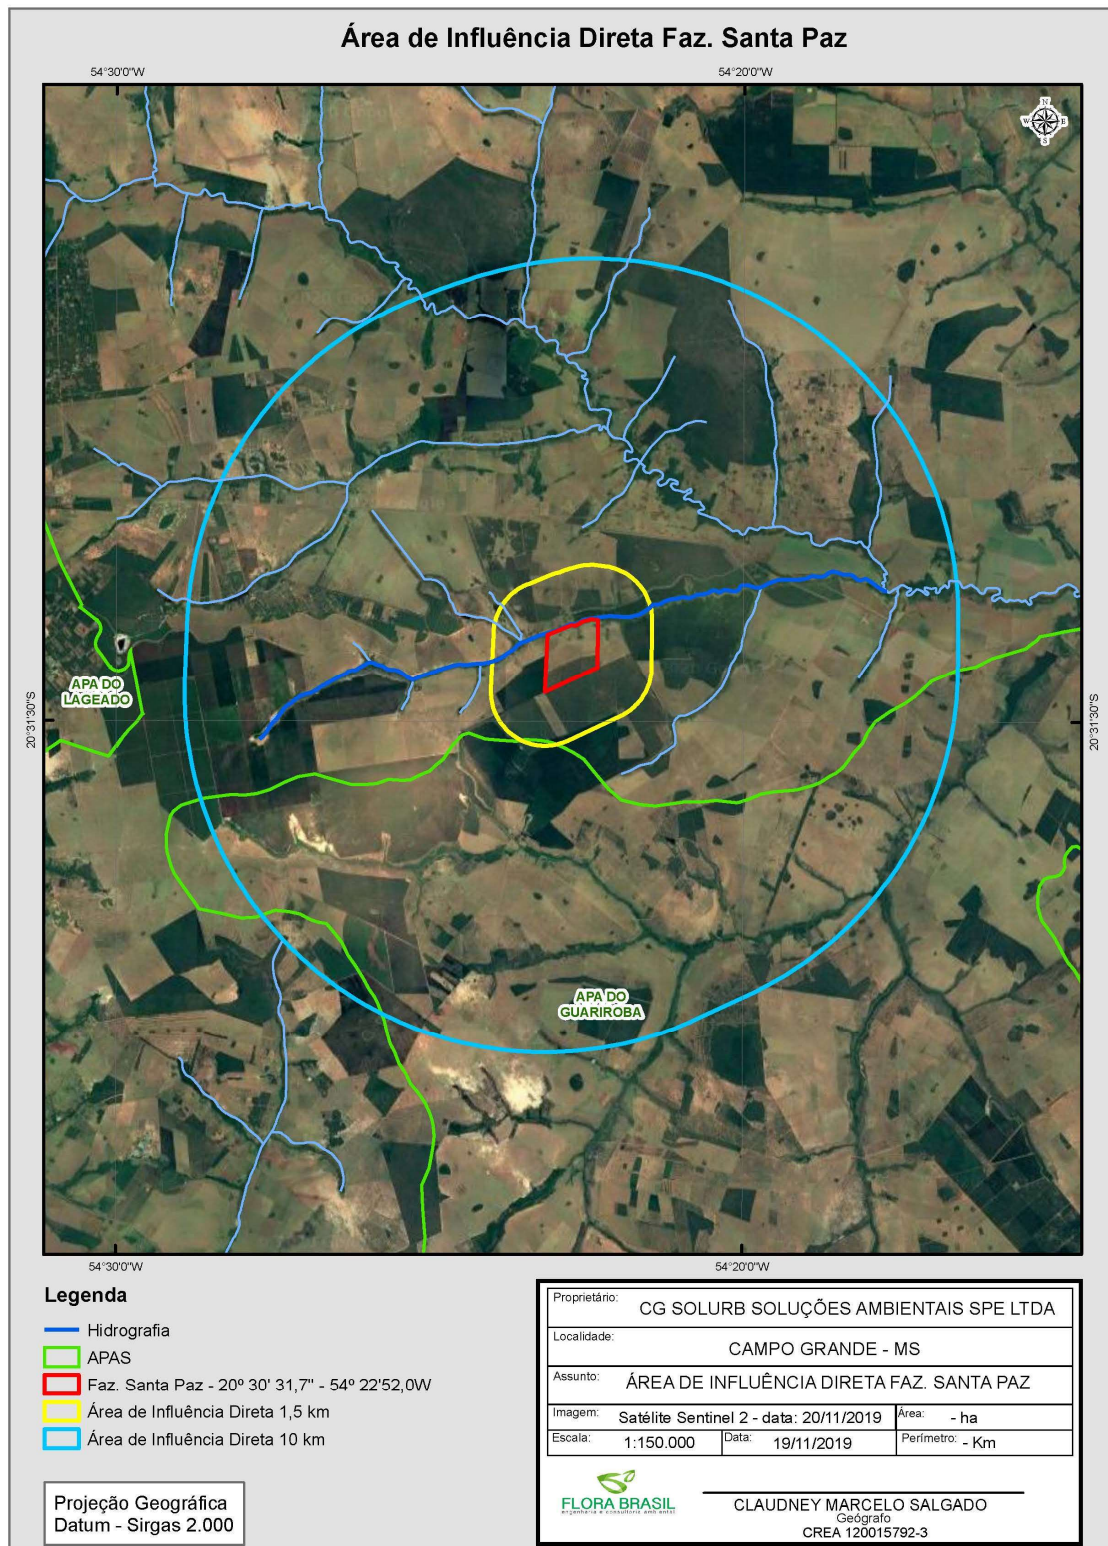 Área de Influência Direta Faz. Santa Paz
54°30'0"W
54°20'0"W
N
W E
S
20°31'30"S
20°31'30"S
APA DO
LAGEADO
APA DO
GUARIROBA
54°30'0"W
54°20'0"W
Legenda
Hidrografia
APAS
Faz. Santa Paz - 20º 30' 31,7" - 54º 22'52,0W
Área de Influência Direta 1,5 km
Área de Influência Direta 10 km
Projeção Geográfica
Datum - Sirgas 2.000
Proprietário: CG SOLURB SOLUÇÕES AMBIENTAIS SPE LTDA
Localidade: CAMPO GRANDE - MS
Assunto: ÁREA DE INFLUÊNCIA DIRETA FAZ. SANTA PAZ
Imagem: Satélite Sentinel 2 - data: 20/11/2019 Área: - ha
Escala: 1:150.000 Data: 19/11/2019 Perímetro: - Km
FLORA BRASIL
engenharia e consultoria ambiental
CLAUDNEY MARCELO SALGADO
Geógrafo
CREA 120015792-3